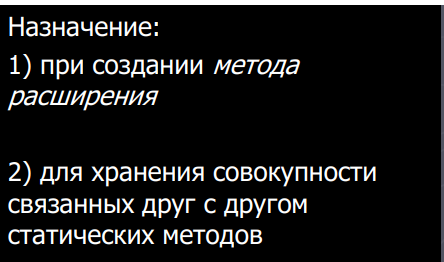 Назначение:
1) при создании метода
расширения
2) для хранения совокупности
связанных друг с другом
статических методов